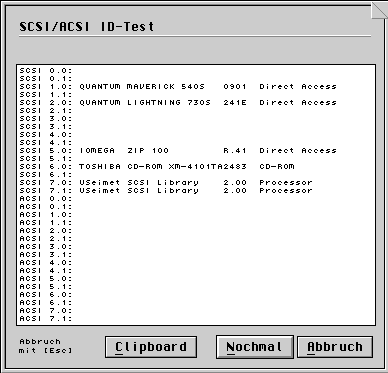 SCSI/ACSI ID-Test
SCSI 0.0:
SCSI 0.1:
SCSI 1.0: QUANTUM MAVERICK 540S 0901 Direct Access
SCSI 1.1:
SCSI 2.0: QUANTUM LIGHTNING 730S 241E Direct Access
SCSI 2.1:
SCSI 3.0:
SCSI 3.1:
SCSI 4.0:
SCSI 4.1:
SCSI 5.0: IOMEGA ZIP 100 R.41 Direct Access
SCSI 5.1:
SCSI 6.0: TOSHIBA CD-ROM XM-4101TA2483 CD-ROM
SCSI 6.1:
SCSI 7.0: USeimet SCSI Library 2.00 Processor
SCSI 7.1: USeimet SCSI Library 2.00 Processor
ACSI 0.0:
ACSI 0.1:
ACSI 1.0:
ACSI 1.1:
ACSI 2.0:
ACSI 2.1:
ACSI 3.0:
ACSI 3.1:
ACSI 4.0:
ACSI 4.1:
ACSI 5.0:
ACSI 5.1:
ACSI 6.0:
ACSI 6.1:
ACSI 7.0:
ACSI 7.1:
Abbruch
mit [Esc]
Clipboard
Nochmal
Abbruch